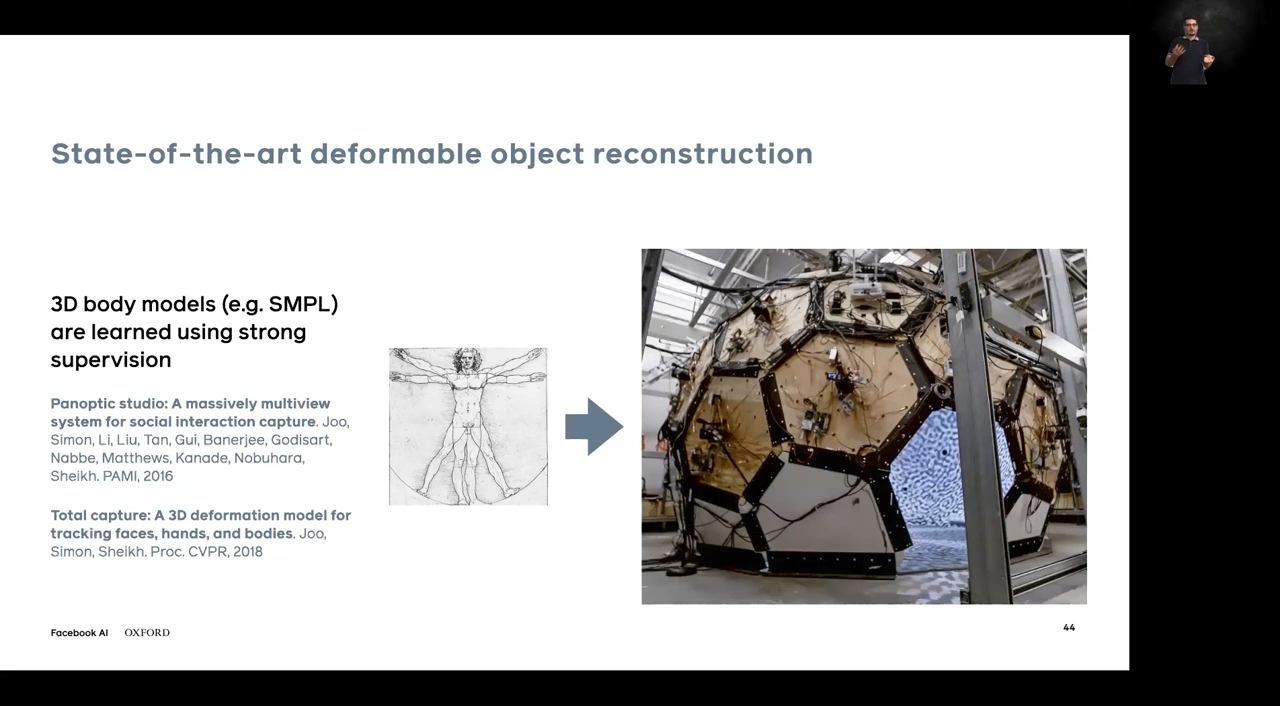 State-of-the-art deformable object reconstruction
3D body models (e.g. SMPL)
are learned using strong
supervision
Panoptic studio: A massively multiview
system for social interaction capture. Joo,
Simon, Li, Liu, Tan, Gui, Banerjee, Godisart,
Nabbe, Matthews, Kanade, Nobuhara,
Sheikh. PAMI, 2016
Total capture: A 3D deformation model for
tracking faces, hands, and bodies. Joo,
Simon, Sheikh. Proc. CVPR, 2018
Facebook AI OXFORD
44